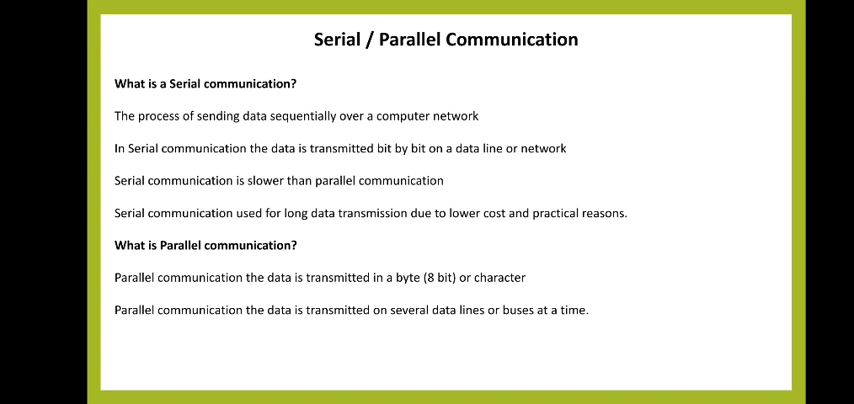 Serial / Parallel Communication
What is a Serial communication?
The process of sending data sequentially over a computer network
In Serial communication the data is transmitted bit by bit on a data line or network
Serial communication is slower than parallel communication
Serial communication used for long data transmission due to lower cost and practical reasons.
What is Parallel communication?
Parallel communication the data is transmitted in a byte (8 bit) or character
Parallel communication the data is transmitted on several data lines or buses at a time.